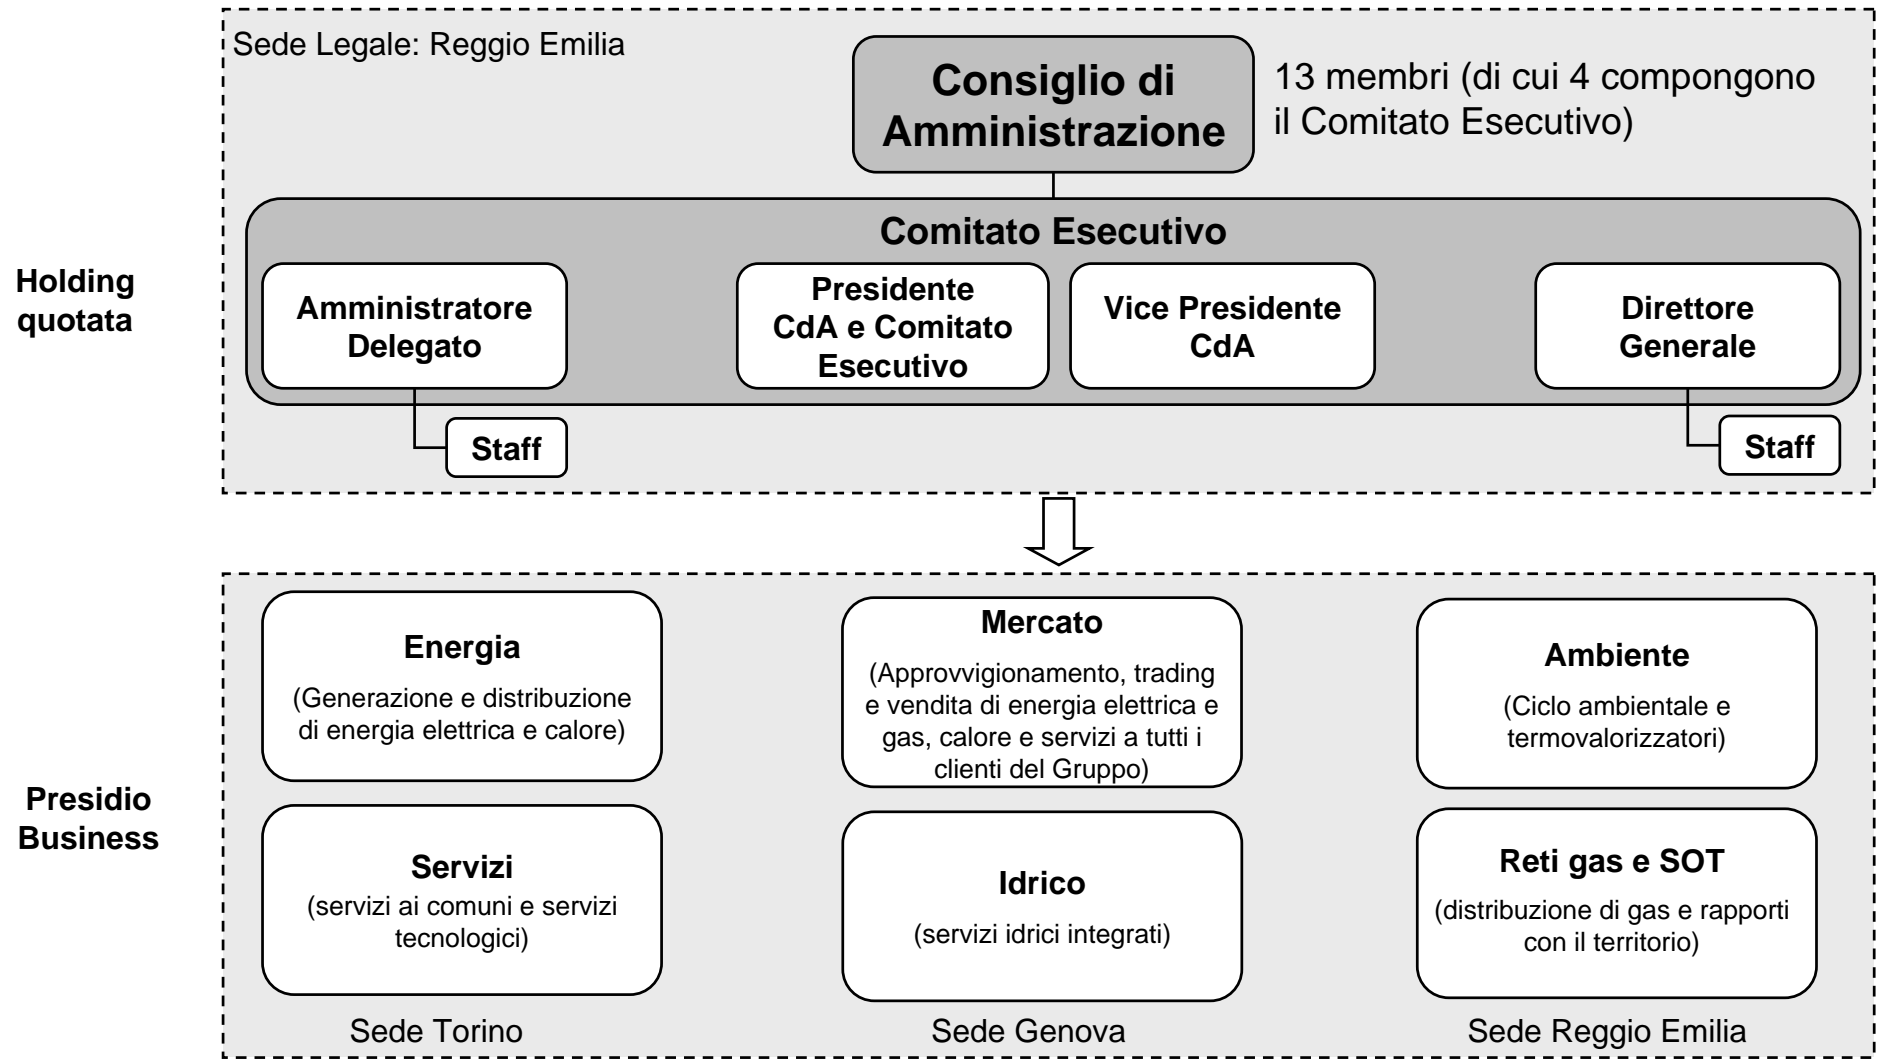 Sede Legale: Reggio Emilia
Consiglio di
Amministrazione
13 membri (di cui 4 compongono
il Comitato Esecutivo)
Holding
quotata
Comitato Esecutivo
Amministratore
Delegato
Presidente
CdA e Comitato
Esecutivo
Vice Presidente
CdA
Direttore
Generale
Staff
Staff
Presidio
Business
Energia
(Generazione e distribuzione
di energia elettrica e calore)
Mercato
(Approvvigionamento, trading
e vendita di energia elettrica e
gas, calore e servizi a tutti i
clienti del Gruppo)
Ambiente
(Ciclo ambientale e
termovalorizzatori)
Servizi
(servizi ai comuni e servizi
tecnologici)
Idrico
(servizi idrici integrati)
Reti gas e SOT
(distribuzione di gas e rapporti
con il territorio)
Sede Torino
Sede Genova
Sede Reggio Emilia